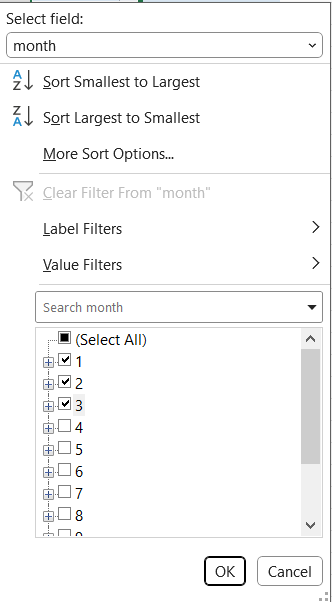 Select field:
month
Sort Smallest to Largest
Sort Largest to Smallest
More Sort Options...
Clear Filter From "month"
Label Filters
Value Filters
Search month
(Select All)
1
2
3
4
5
6
7
8
OK Cancel